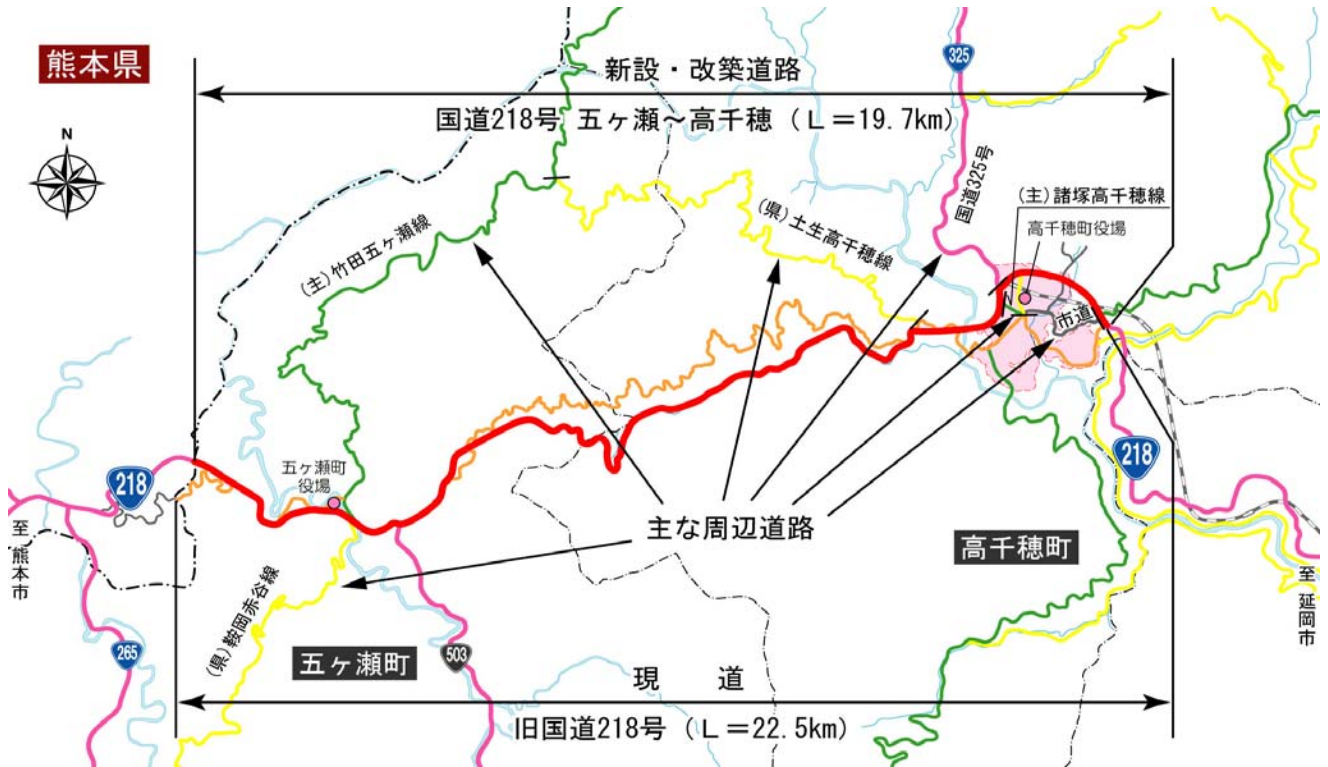 熊本県
N
新設・改築道路
国道218号 五ヶ瀬～高千穂（L＝19.7km）
325
国道325号
(主)諸塚高千穂線
高千穂町役場
(県)土生高千穂線
(主)竹田五ヶ瀬線
市道
218
五ヶ瀬町
役場
218
至 熊本市
主な周辺道路
高千穂町
至 延岡市
(県)鞍岡赤谷線
265
五ヶ瀬町
503
現 道
旧国道218号（L＝22.5km）